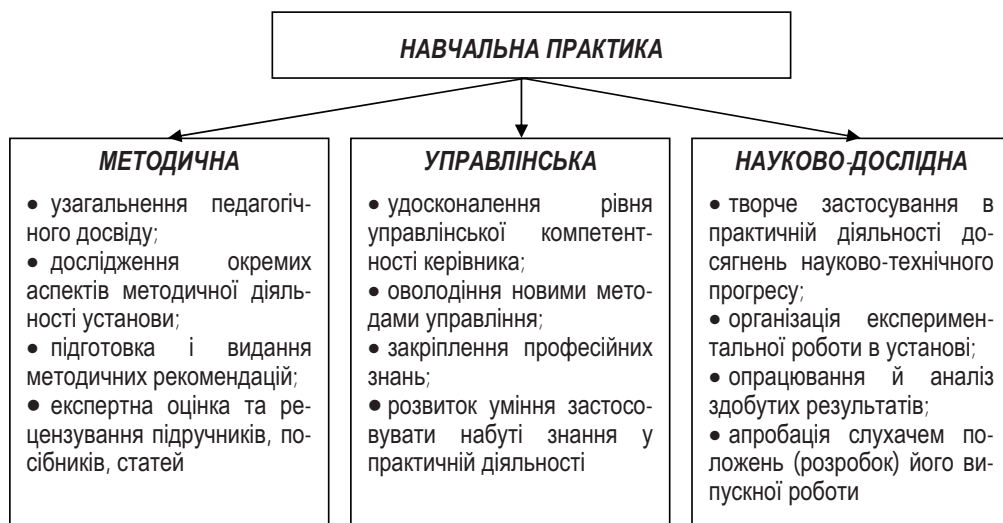 НАВЧАЛЬНА ПРАКТИКА
МЕТОДИЧНА
• узагальнення педагогіч-
ного досвіду;
• дослідження окремих
аспектів методичної діяль-
ності установи;
• підготовка і видання
методичних рекомендацій;
• експертна оцінка та ре-
цензування підручників, по-
сібників, статей
УПРАВЛІНСЬКА
• удосконалення рівня
управлінської компетент-
ності керівника;
• оволодіння новими мето-
дами управління;
• закріплення професійних
знань;
• розвиток уміння застосо-
вувати набуті знання у
практичній діяльності
НАУКОВО-ДОСЛІДНА
• творче застосування в
практичній діяльності до-
сягнень науково-технічного
прогресу;
• організація експеримен-
тальної роботи в установі;
• опрацювання й аналіз
здобутих результатів;
• апробація слухачем по-
ложень (розробок) його ви-
пускної роботи